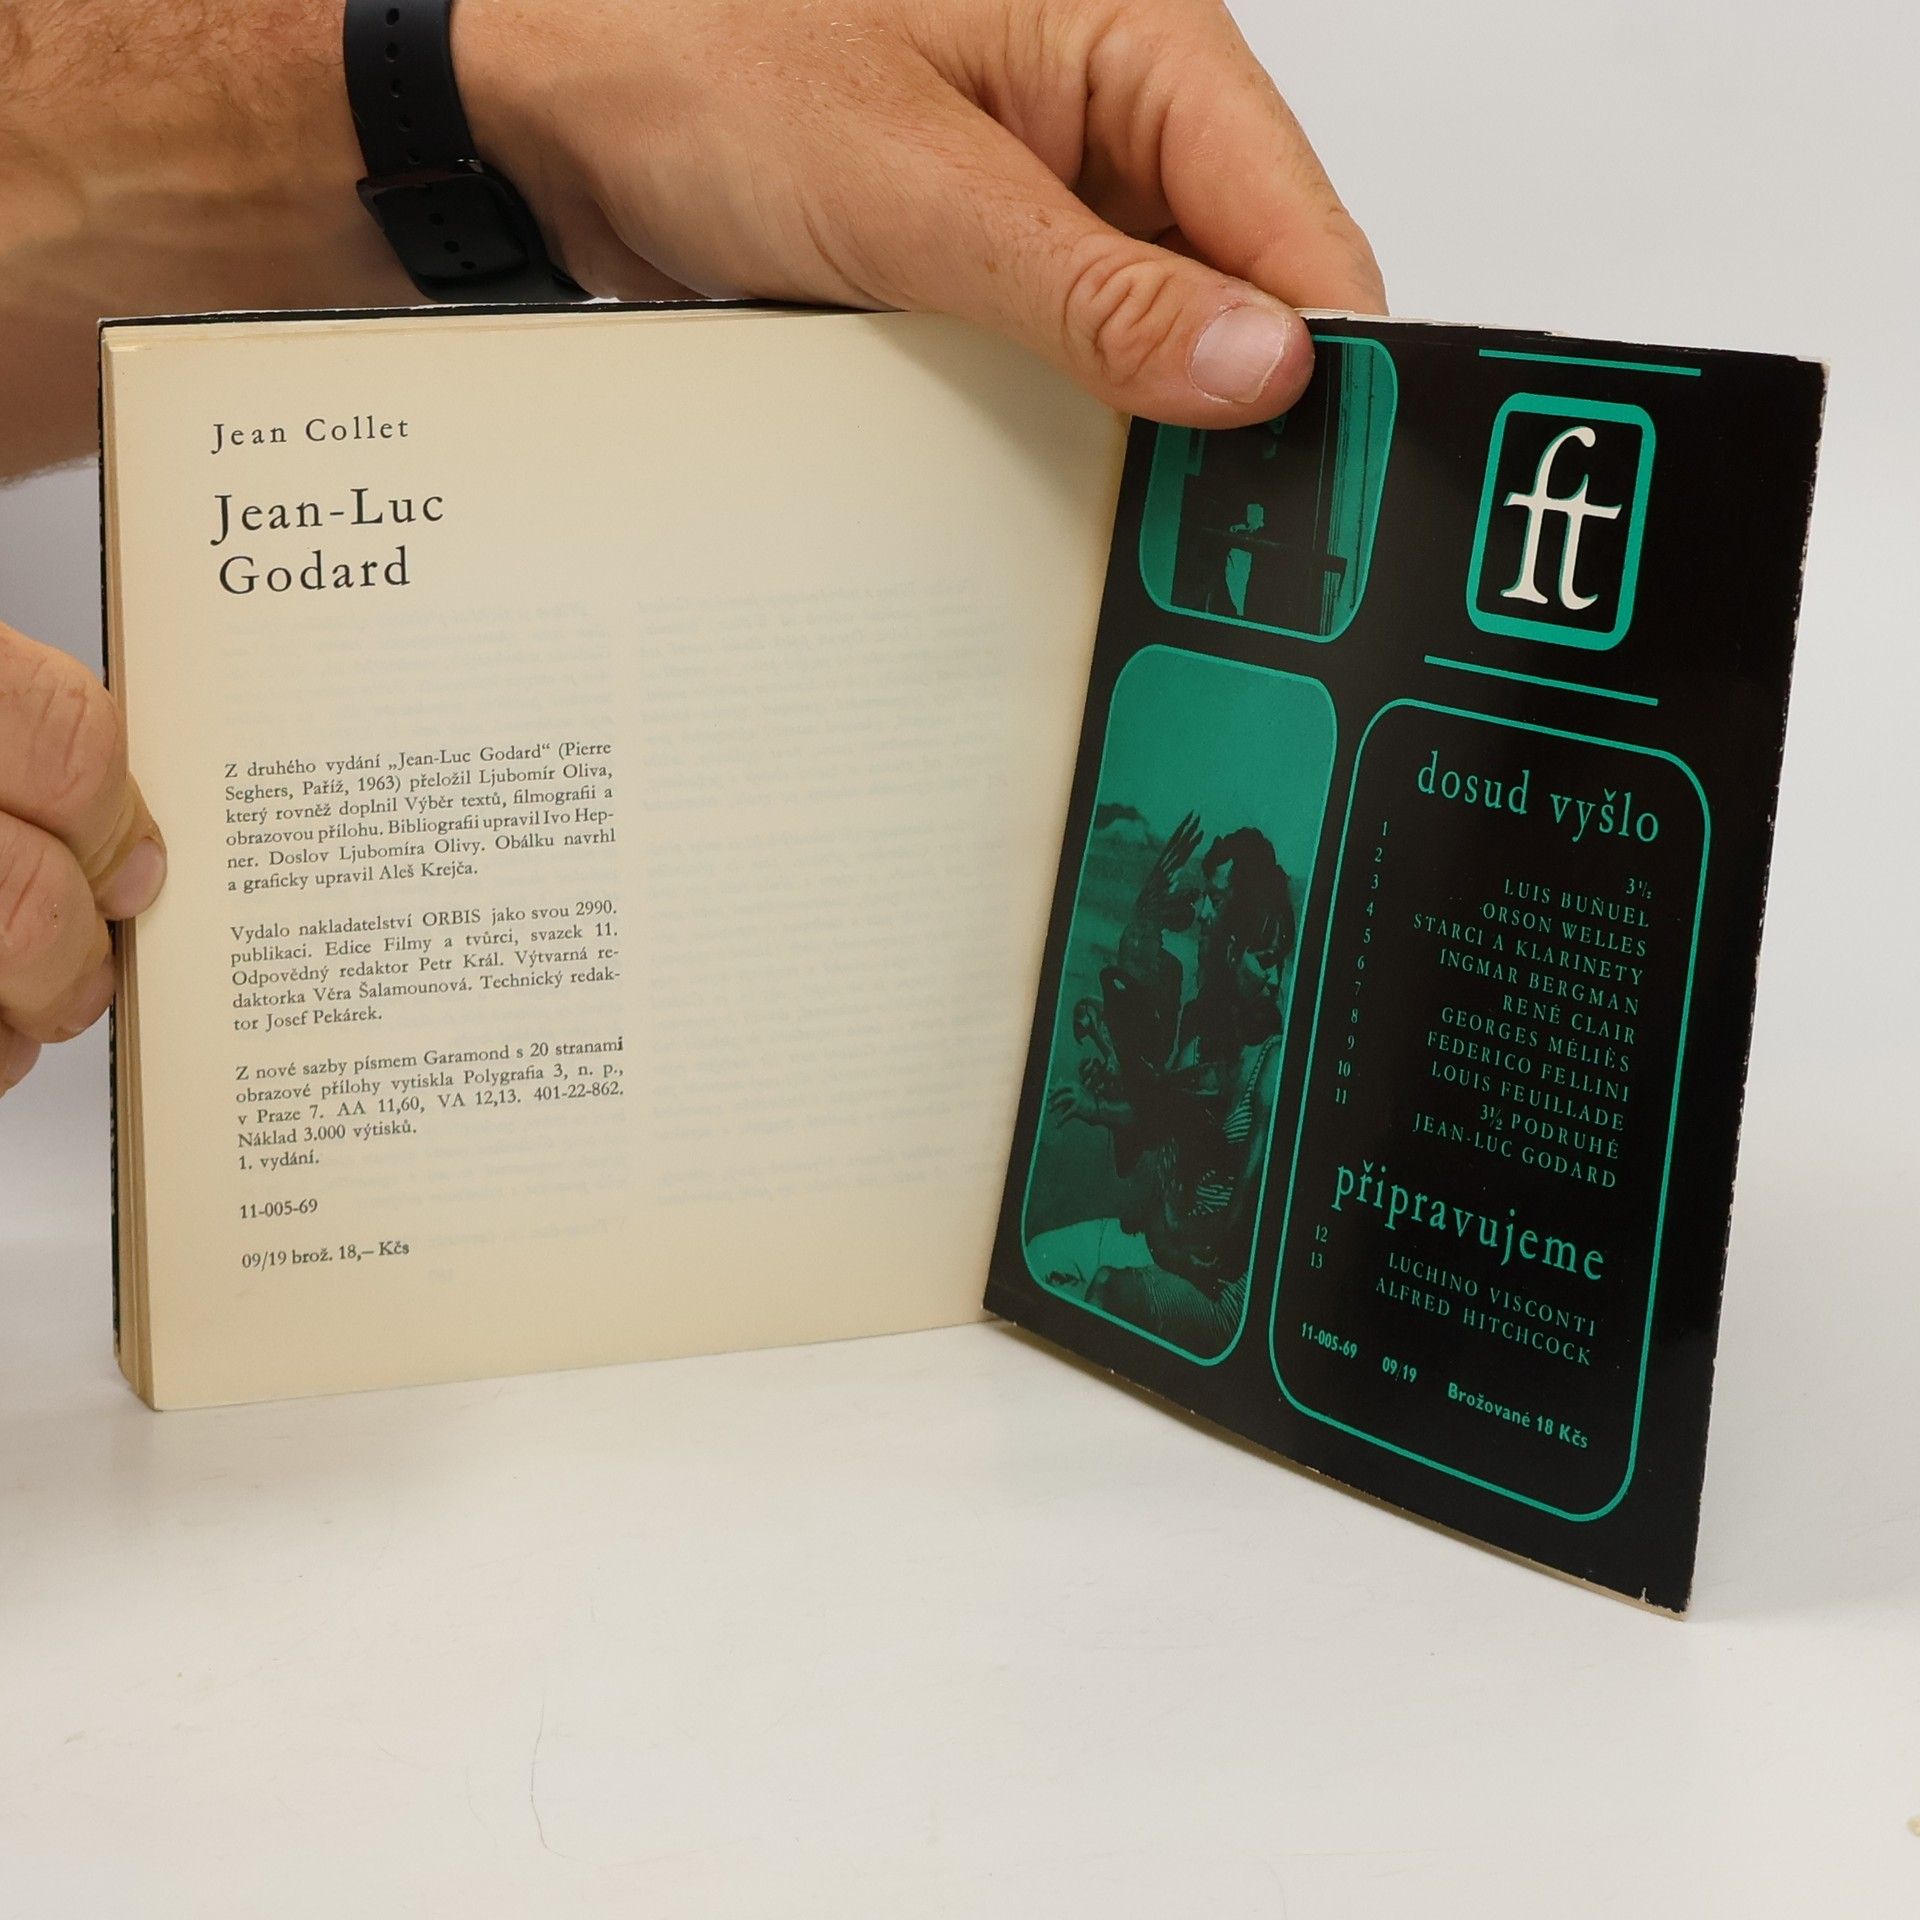 Jean Collet
Jean-Luc
Godard
Z druhého vydání „Jean-Luc Godard“ (Pierre
Seghers, Paříž, 1963) přeložil Ljubomír Oliva,
který rovněž doplnil Výběr textů, filmografii a
obrazovou přílohu. Bibliografii upravil Ivo Hep-
ner. Doslov Ljubomíra Olivy. Obálku navrhl
a graficky upravil Aleš Krejča.
Vydalo nakladatelství ORBIS jako svou 2990.
publikaci. Edice Filmy a tvůrci, svazek 11.
Odpovědný redaktor Petr Král. Výtvarná re-
daktorka Věra Šalamounová. Technický redak-
tor Josef Pekárek.
Z nové sazby písmem Garamond s 20 stranami
obrazové přílohy vytiskla Polygrafia 3, n. p.,
v Praze 7. AA 11,60, VA 12,13. 401-22-862.
Náklad 3.000 výtisků.
1. vydání.
11-005-69
09/19 brož. 18,– Kčs
ft
dosud vyšlo
1 3 1/2
2 LUIS BUÑUEL
3 ORSON WELLES
4 STARCI A KLARINETY
5 INGMAR BERGMAN
6 RENÉ CLAIR
7 GEORGES MÉLIÈS
8 FEDERICO FELLINI
9 LOUIS FEUILLADE
10 3 1/2 PODRUHÉ
11 JEAN-LUC GODARD
připravujeme
12 LUCHINO VISCONTI
13 ALFRED HITCHCOCK
11-005-69 09/19 Brožované 18 Kčs